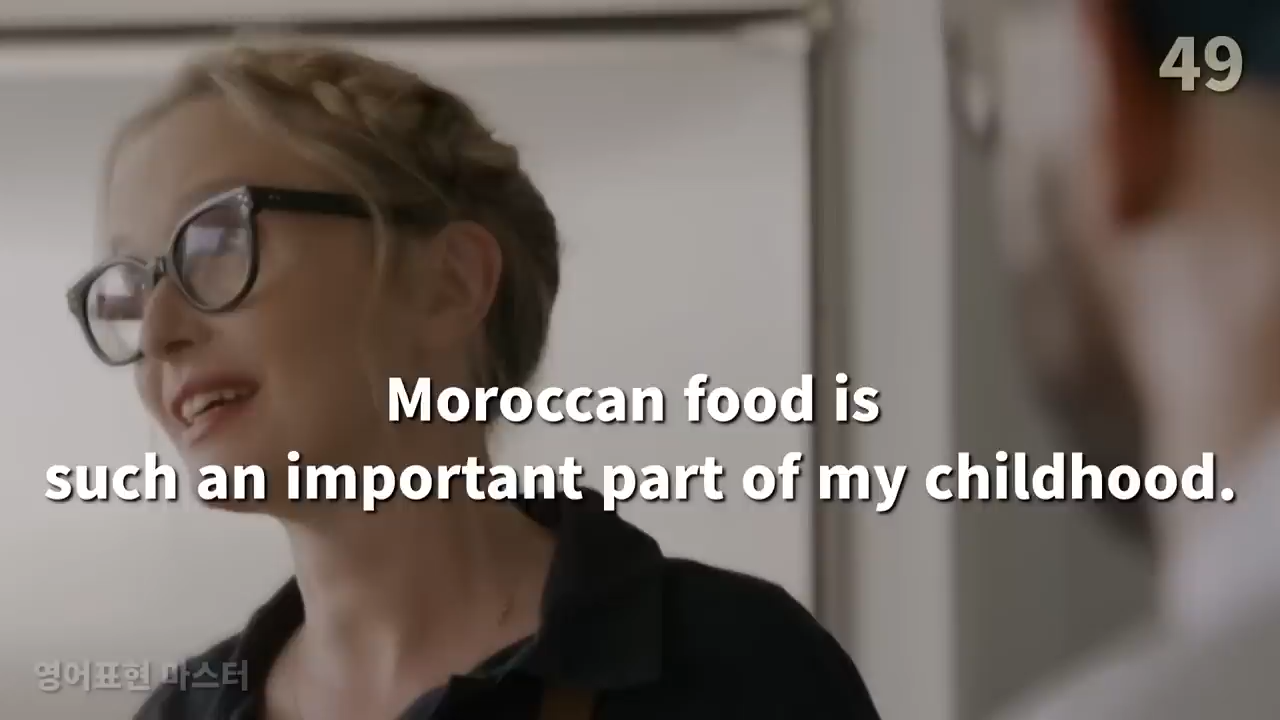 49
Moroccan food is
such an important part of my childhood.
영어표현 마스터